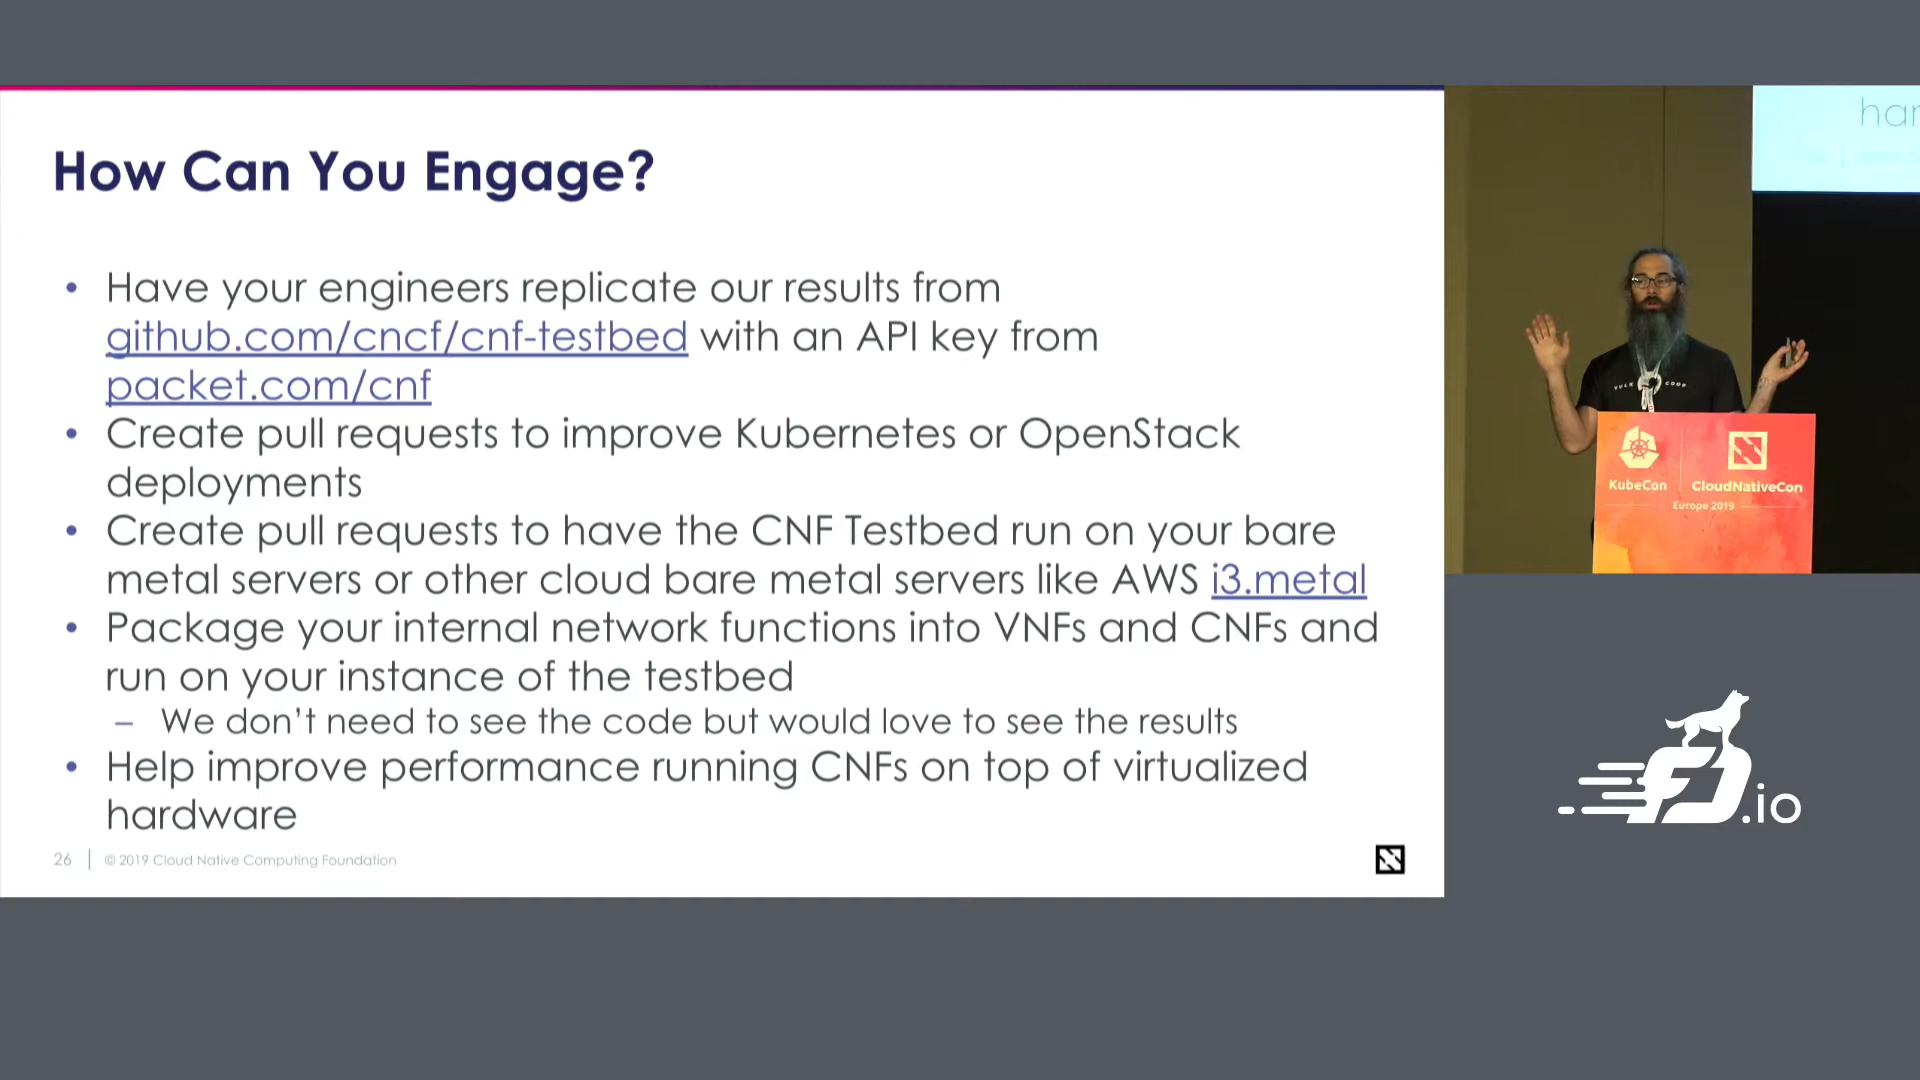 How Can You Engage?
• Have your engineers replicate our results from
github.com/cncf/cnf-testbed with an API key from
packet.com/cnf
• Create pull requests to improve Kubernetes or OpenStack
deployments
• Create pull requests to have the CNF Testbed run on your bare
metal servers or other cloud bare metal servers like AWS i3.metal
• Package your internal network functions into VNFs and CNFs and
run on your instance of the testbed
– We don’t need to see the code but would love to see the results
• Help improve performance running CNFs on top of virtualized
hardware
26 | © 2019 Cloud Native Computing Foundation
har
VULK COOP
KubeCon CloudNativeCon
Europe 2019
FD.io